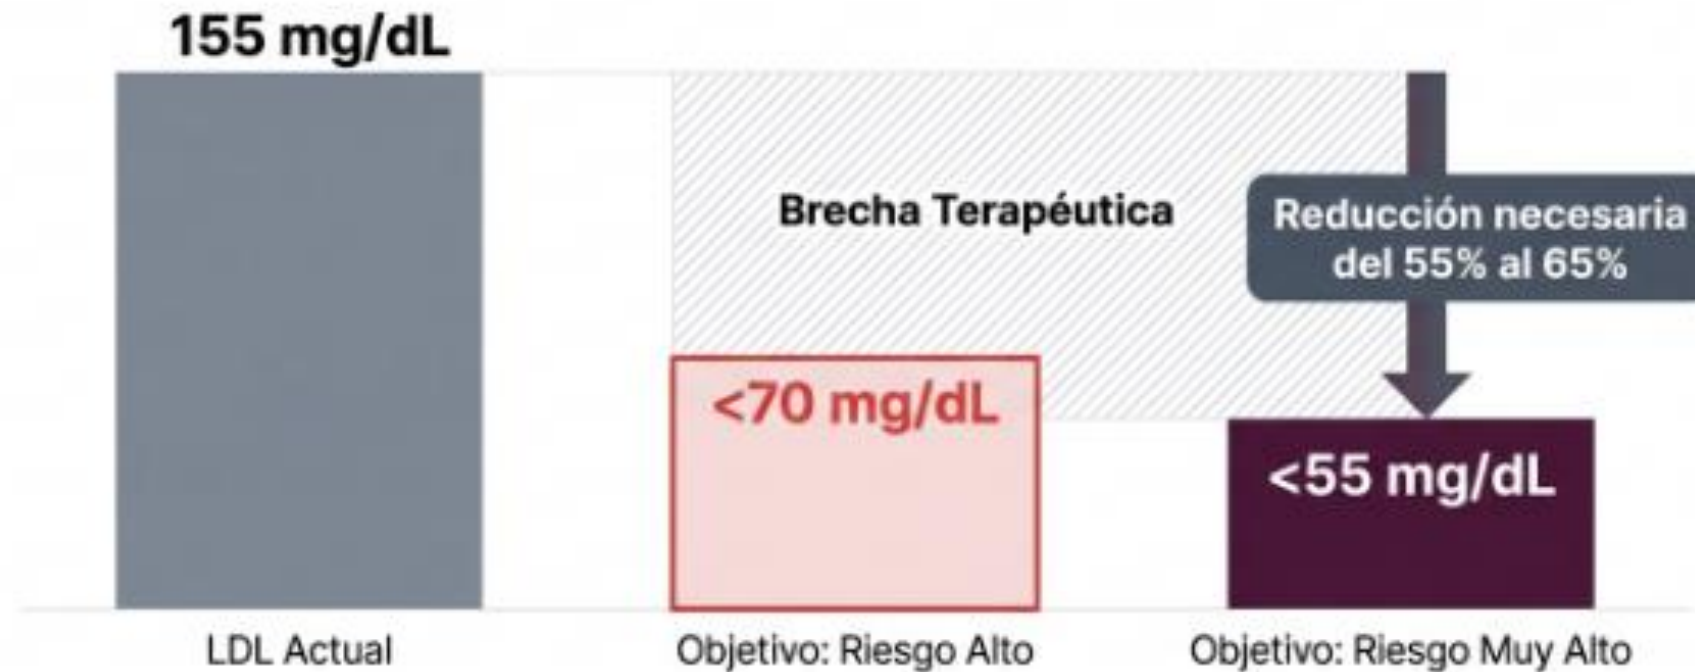 155 mg/dL
Brecha Terapéutica
Reducción necesaria
del 55% al 65%
<70 mg/dL
<55 mg/dL
LDL Actual
Objetivo: Riesgo Alto
Objetivo: Riesgo Muy Alto